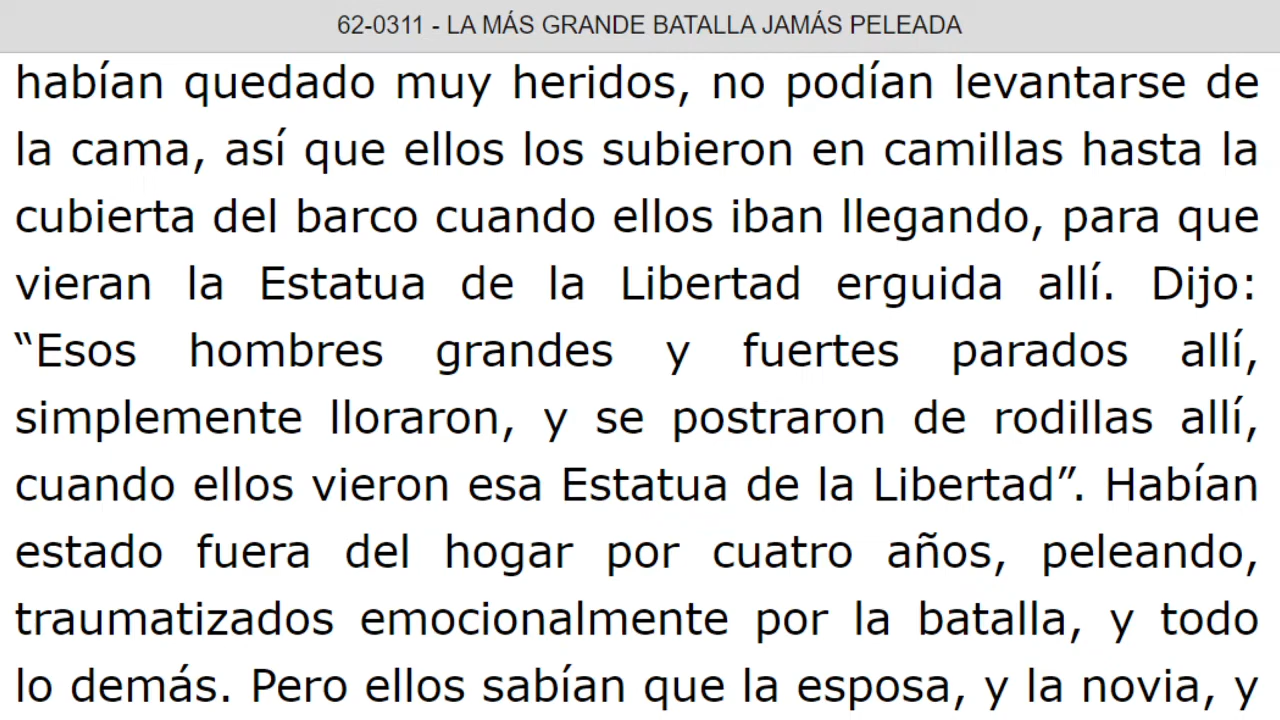 62-0311 - LA MÁS GRANDE BATALLA JAMÁS PELEADA
habían quedado muy heridos, no podían levantarse de
la cama, así que ellos los subieron en camillas hasta la
cubierta del barco cuando ellos iban llegando, para que
vieran la Estatua de la Libertad erguida allí. Dijo:
“Esos hombres grandes y fuertes parados allí,
simplemente lloraron, y se postraron de rodillas allí,
cuando ellos vieron esa Estatua de la Libertad”. Habían
estado fuera del hogar por cuatro años, peleando,
traumatizados emocionalmente por la batalla, y todo
lo demás. Pero ellos sabían que la esposa, y la novia, y